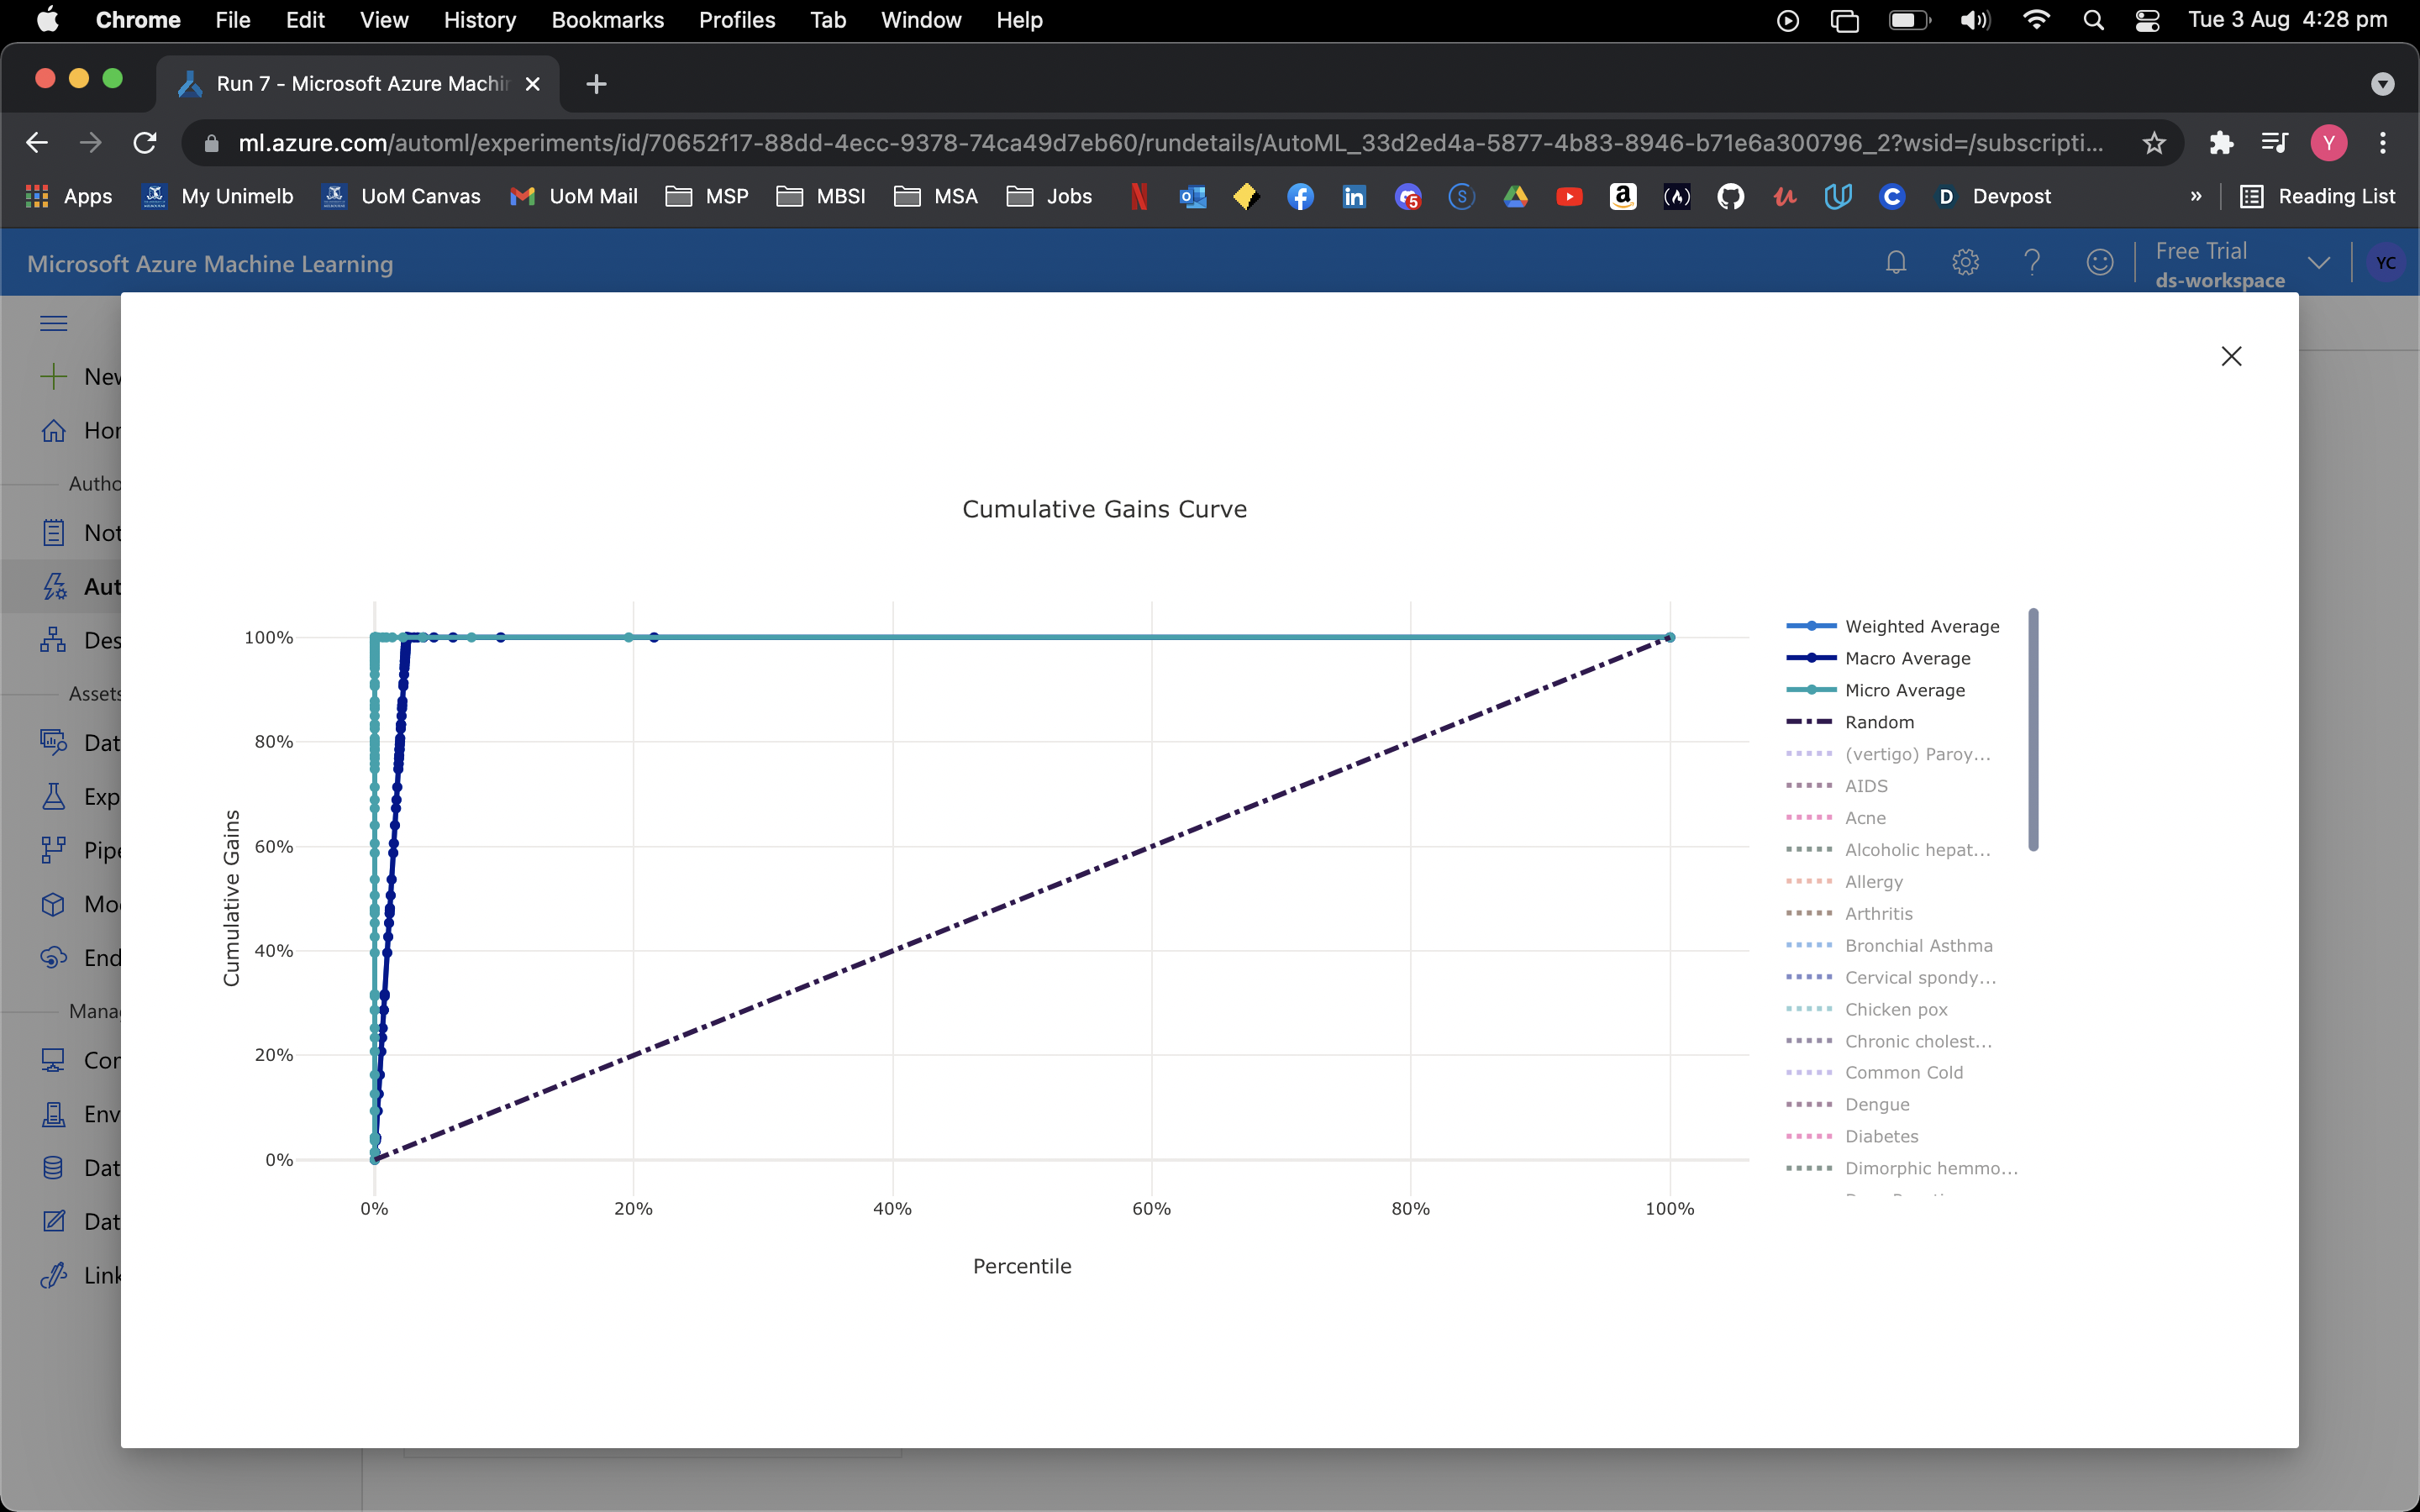 Chrome File Edit View History Bookmarks Profiles Tab Window Help Tue 3 Aug 4:28 pm
Run 7 - Microsoft Azure Machin
ml.azure.com/automl/experiments/id/70652f17-88dd-4ecc-9378-74ca49d7eb60/rundetails/AutoML_33d2ed4a-5877-4b83-8946-b71e6a300796_2?wsid=/subscripti... Y
Apps My Unimelb UoM Canvas UoM Mail MSP MBSI MSA Jobs 5 Devpost » Reading List
Microsoft Azure Machine Learning
Free Trial
ds-workspace
YC
New
Hom
Autho
Not
Aut
Des
Assets
Dat
Exp
Pipe
Mod
End
Manag
Com
Env
Dat
Dat
Link
Cumulative Gains Curve
Cumulative Gains
100%
80%
60%
40%
20%
0%
0% 20% 40% 60% 80% 100%
Percentile
Weighted Average
Macro Average
Micro Average
Random
(vertigo) Paroy...
AIDS
Acne
Alcoholic hepat...
Allergy
Arthritis
Bronchial Asthma
Cervical spondy...
Chicken pox
Chronic cholest...
Common Cold
Dengue
Diabetes
Dimorphic hemmo...